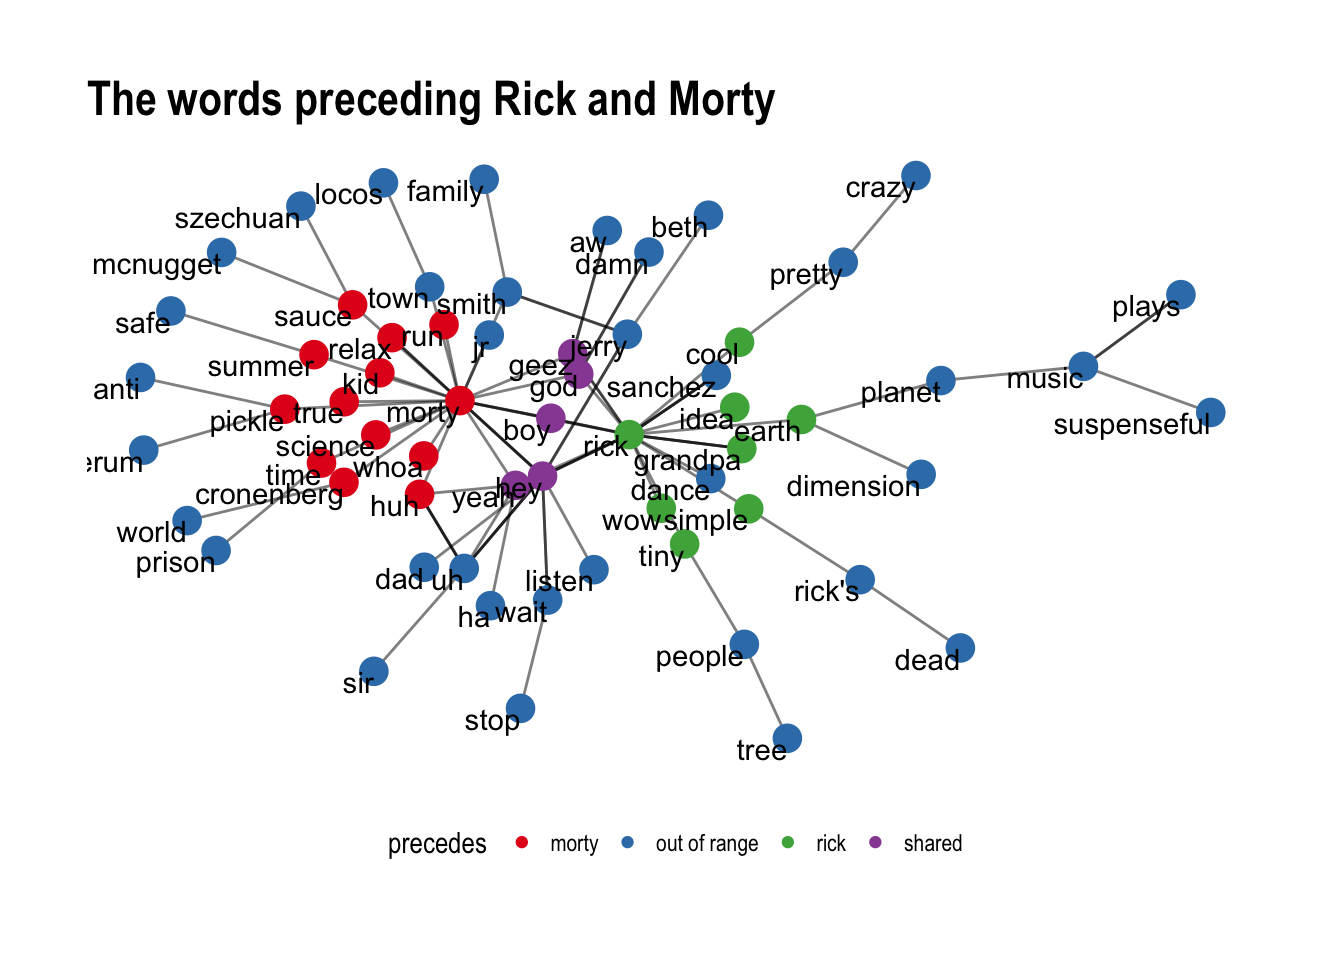 The words preceding Rick and Morty
crazy
locos
family
szechuan
beth
aw
mcnugget
damn
pretty
town
smith
plays
sauce
safe
run
relax
jr
jerry
cool
summer
geez
music
kid
god
sanchez
anti
planet
true
morty
idea
pickle
suspenseful
boy
earth
science
rick
erum
grandpa
time
whoa
cronenberg
yeah
hey
dance
dimension
huh
wow
simple
world
tiny
prison
dad
uh
listen
rick's
wait
ha
people
dead
sir
stop
tree
precedes
morty
out of range
rick
shared